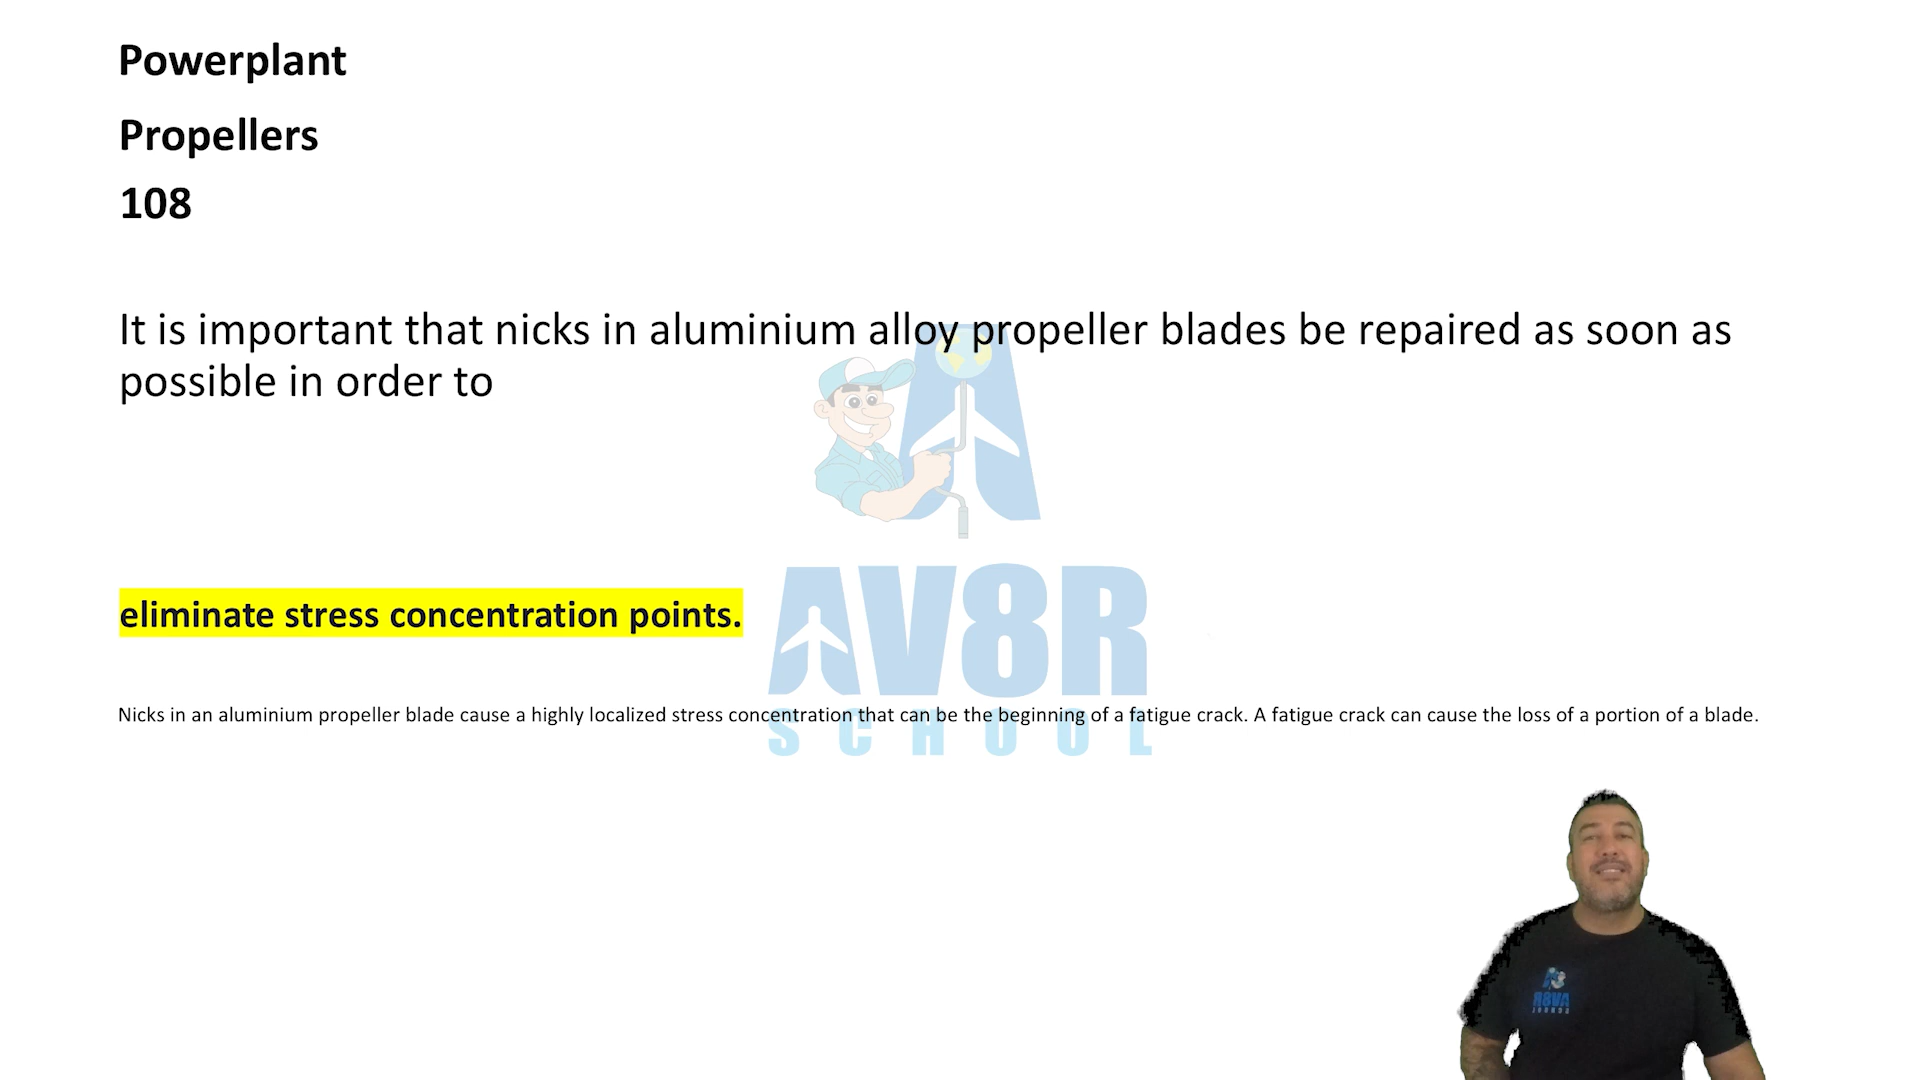 Powerplant
Propellers
108
It is important that nicks in aluminium alloy propeller blades be repaired as soon as
possible in order to
eliminate stress concentration points.
AV8R
SCHOOL
Nicks in an aluminium propeller blade cause a highly localized stress concentration that can be the beginning of a fatigue crack. A fatigue crack can cause the loss of a portion of a blade.
AV8R
SCHOOL